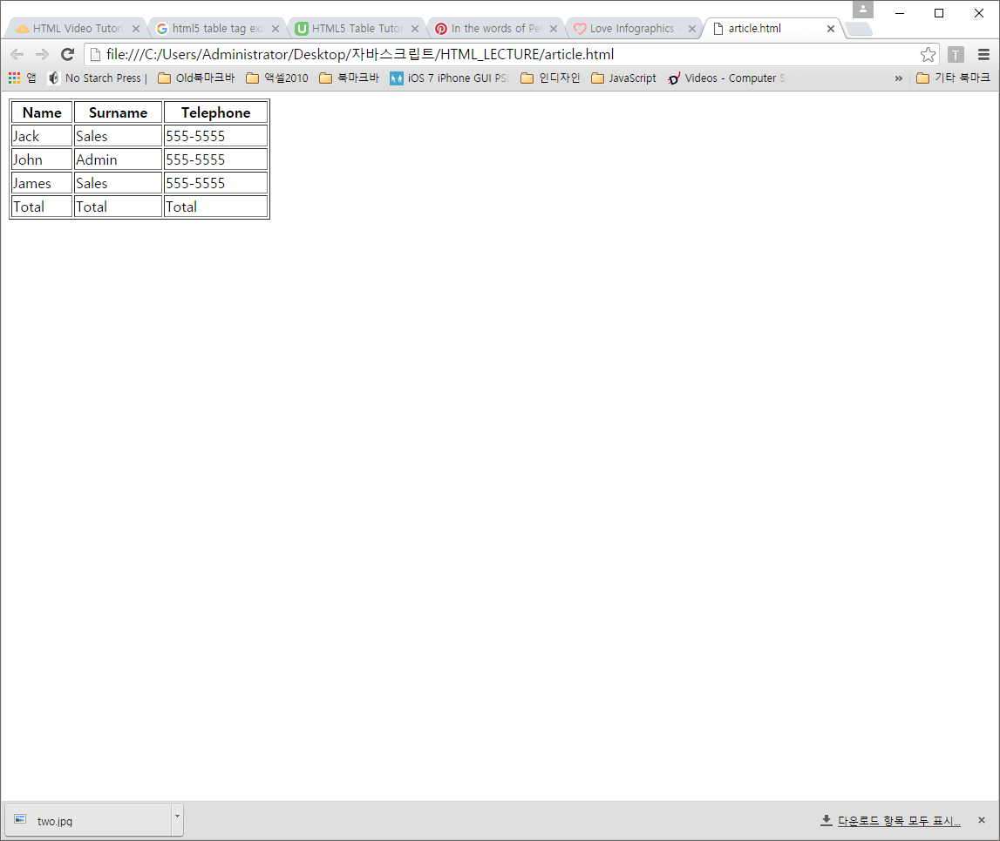 HTML Video Tutori html5 table tag exa HTML5 Table Tutor In the words of Pe Love Infographics article.html
file:///C:/Users/Administrator/Desktop/자바스크립트/HTML_LECTURE/article.html T
앱 No Starch Press | Old북마크바 액셀2010 북마크바 iOS 7 iPhone GUI PS 인디자인 JavaScript Videos - Computer S » 기타 북마크
Name Surname Telephone
Jack Sales 555-5555
John Admin 555-5555
James Sales 555-5555
Total Total Total
two.jpg 다운로드 항목 모두 표시...